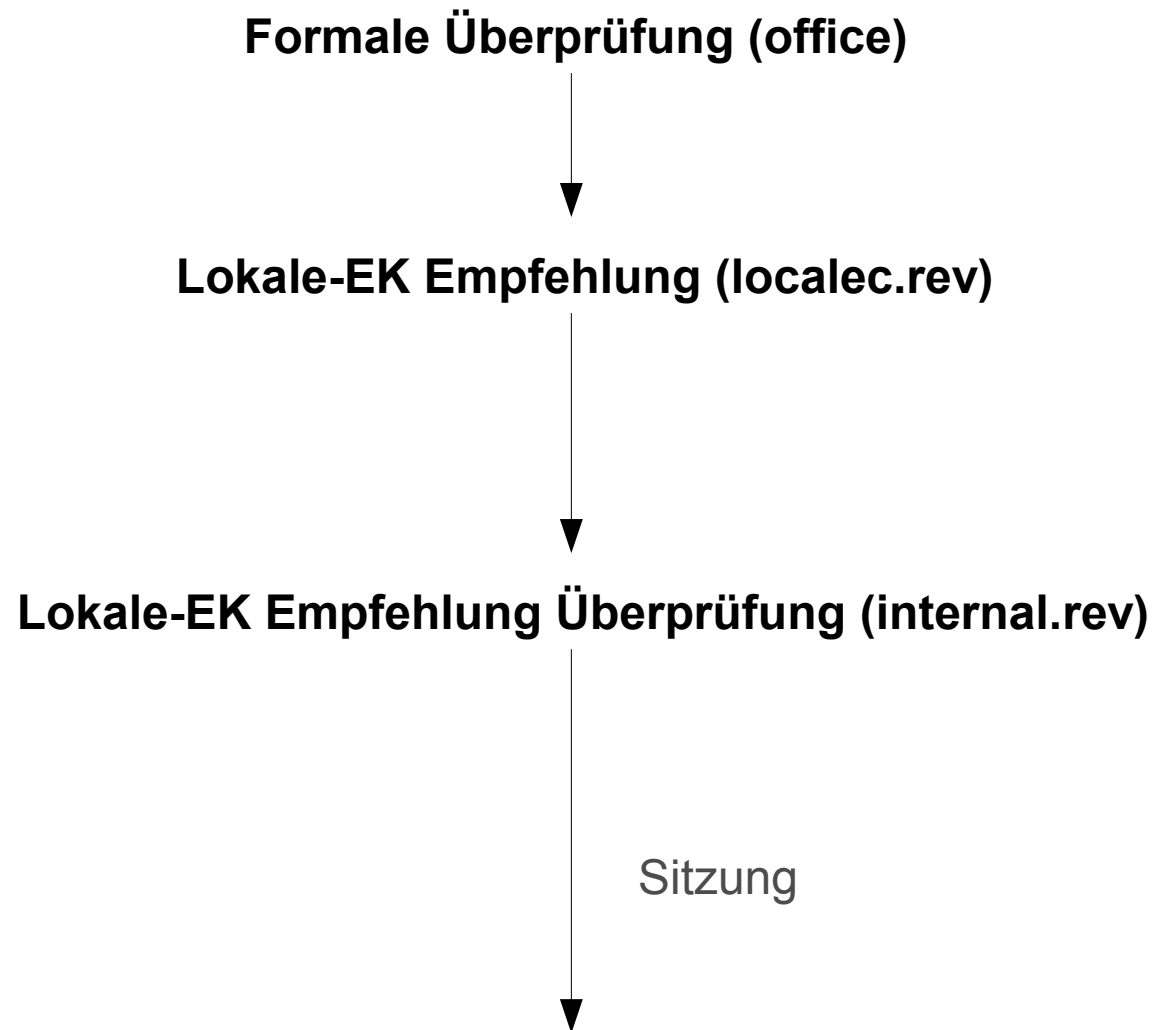 Formale Überprüfung (office)
Lokale-EK Empfehlung (localec.rev)
Lokale-EK Empfehlung Überprüfung (internal.rev)
Sitzung